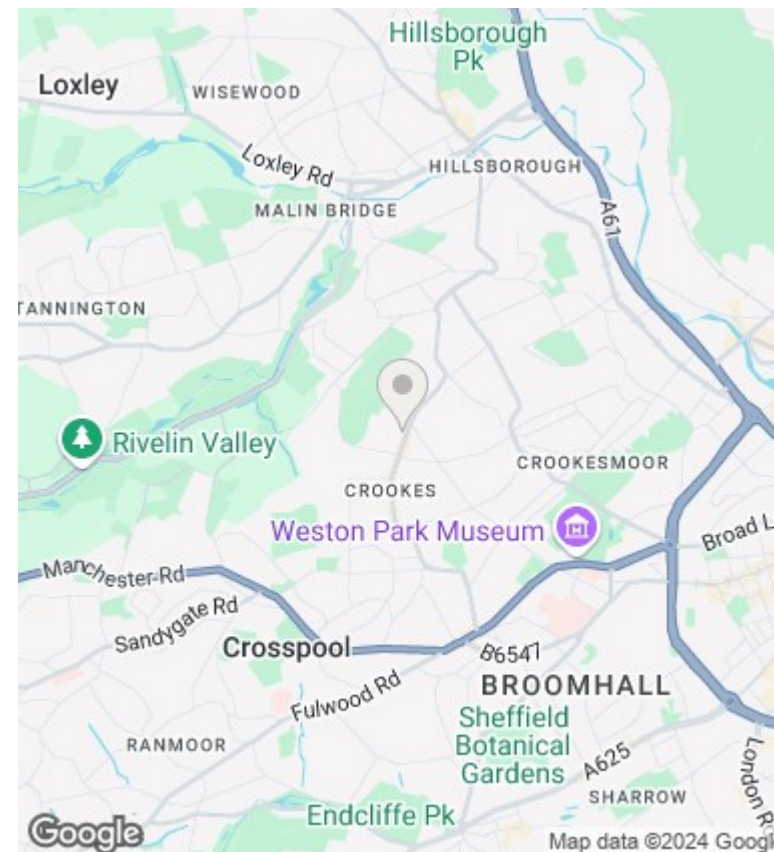 Hillsborough
Pk
Loxley
WISEWOOD
Loxley Rd
HILLSBOROUGH
MALIN BRIDGE
A61
TANNINGTON
Rivelin Valley
CROOKESMOOR
CROOKES
Weston Park Museum
Broad L
Manchester Rd
Sandygate Rd
Crosspool
B6547
Fulwood Rd
BROOMHALL
Sheffield
Botanical
Gardens
RANMOOR
A625
London Ro
SHARROW
Endcliffe Pk
Google
Map data ©2024 Googl